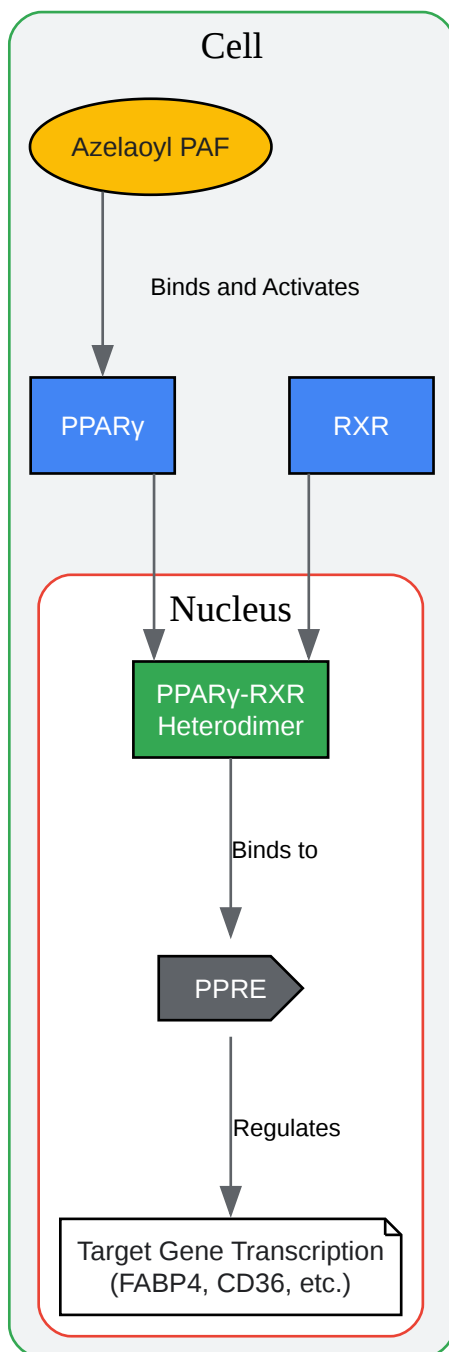 Cell
Azelaoyl PAF
Binds and Activates
PPARγ
RXR
Nucleus
PPARγ-RXR
Heterodimer
Binds to
PPRE
Regulates
Target Gene Transcription
(FABP4, CD36, etc.)